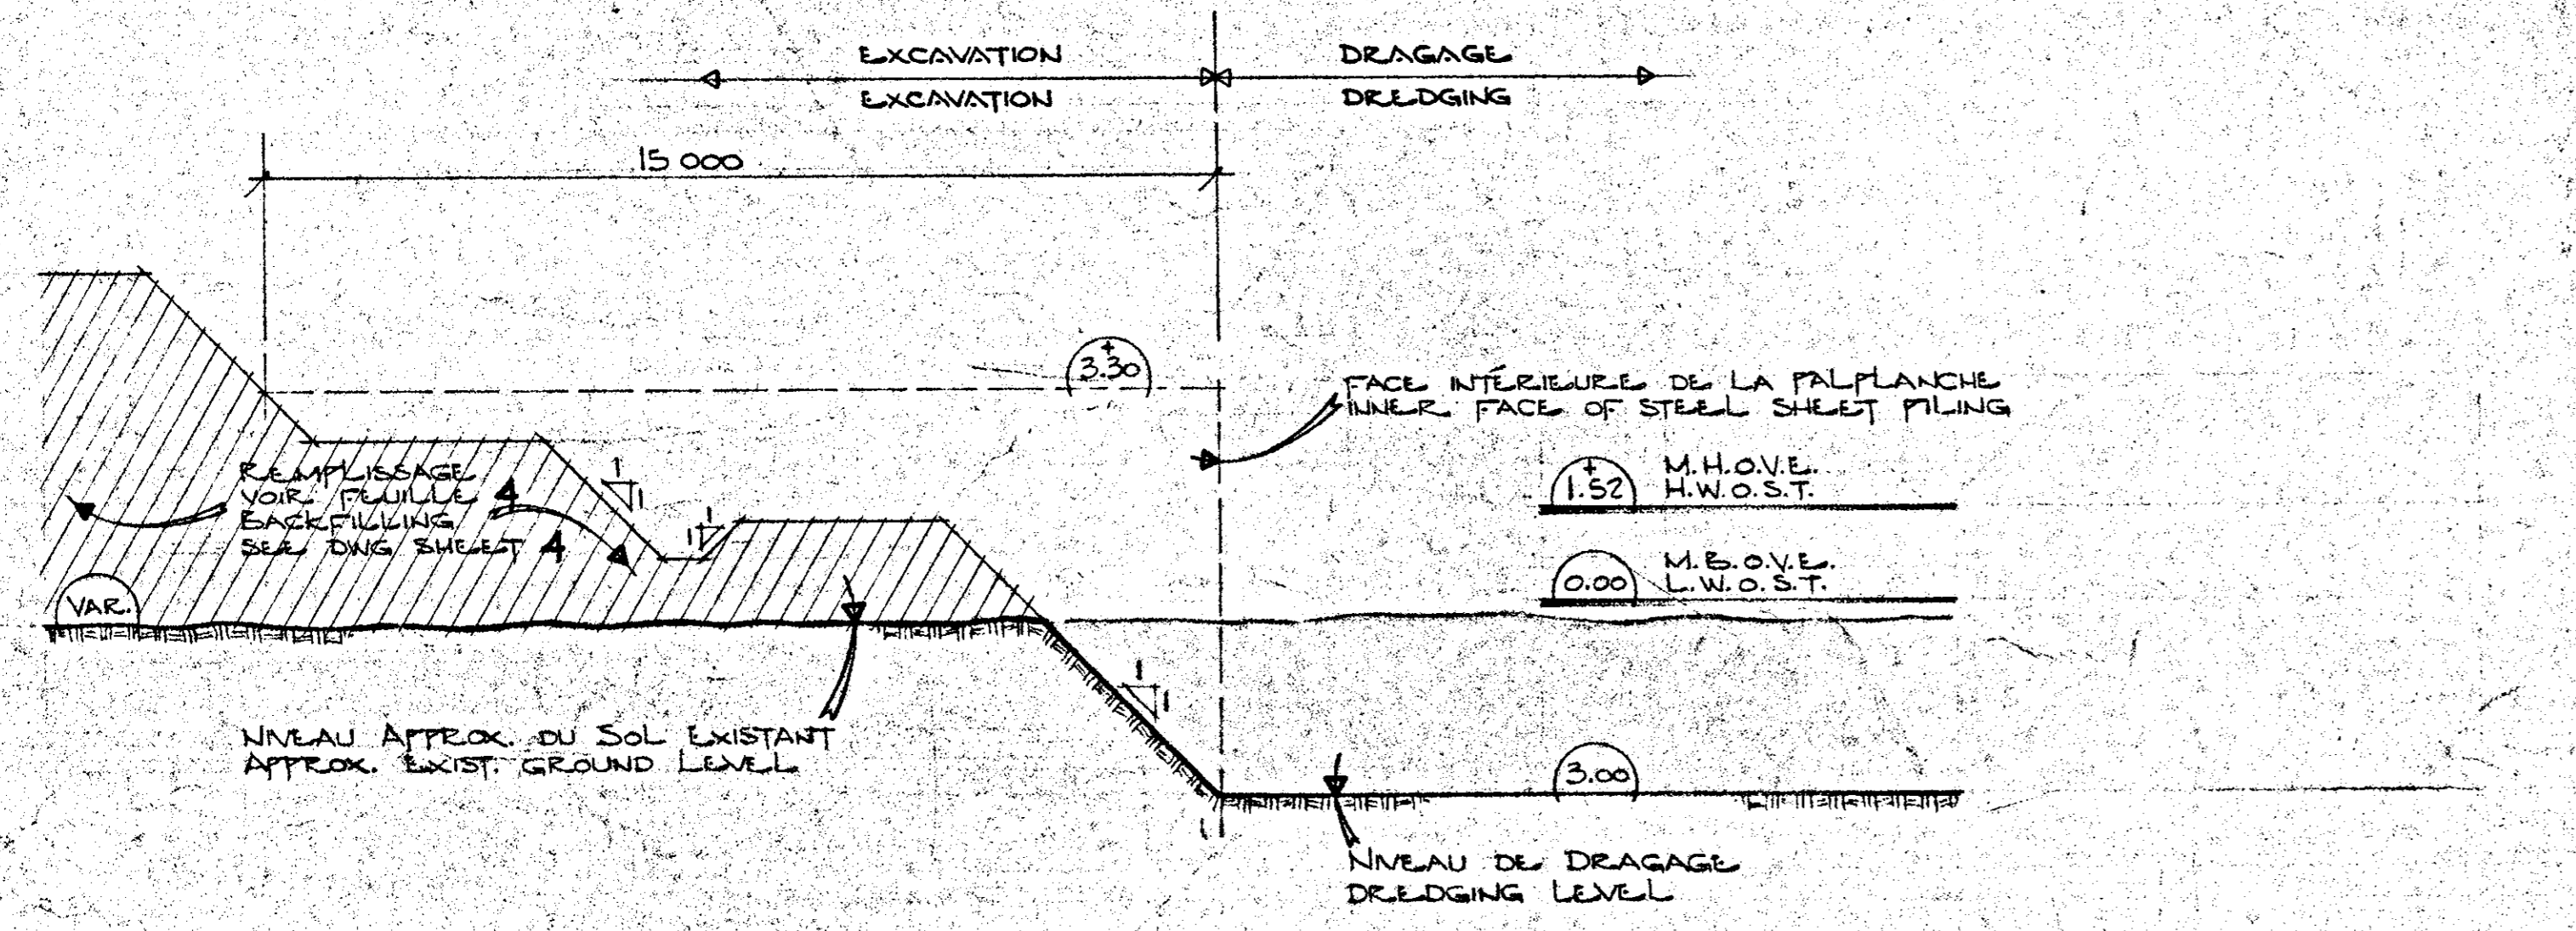 EXCAVATION
EXCAVATION
DRAGAGE
DREDGING
15 000
+
3.30
FACE INTÉRIEURE DE LA PALPLANCHE
INNER FACE OF STEEL SHEET PILING
+
1.52
M.H.O.V.E.
H.W.O.S.T.
REMPLISSAGE
VOIR FEUILLE 4
BACKFILLING
SEE DWG SHEET 4
1
1
1
1
M.B.O.V.E.
L.W.O.S.T.
0.00
VAR.
1
1
NIVEAU APPROX. DU SOL EXISTANT
APPROX. EXIST. GROUND LEVEL
3.00
NIVEAU DE DRAGAGE
DREDGING LEVEL